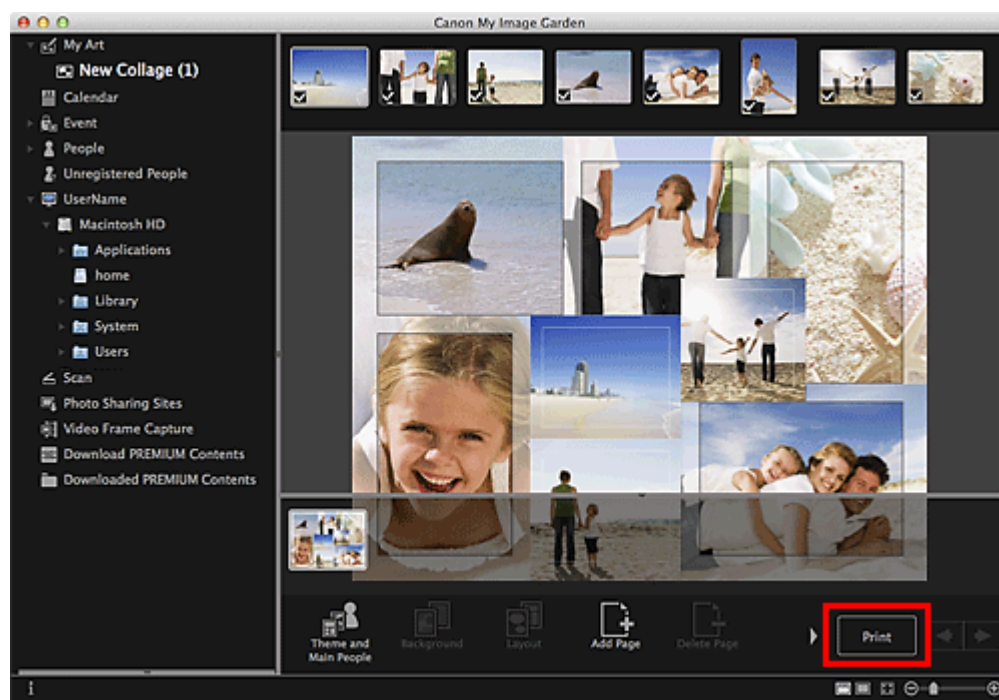 Canon My Image Garden
My Art
New Collage (1)
Calendar
Event
People
Unregistered People
UserName
Macintosh HD
Applications
home
Library
System
Users
Scan
Photo Sharing Sites
Video Frame Capture
Download PREMIUM Contents
Downloaded PREMIUM Contents
Theme and
Main People
Background
Layout
Add Page
Delete Page
Print